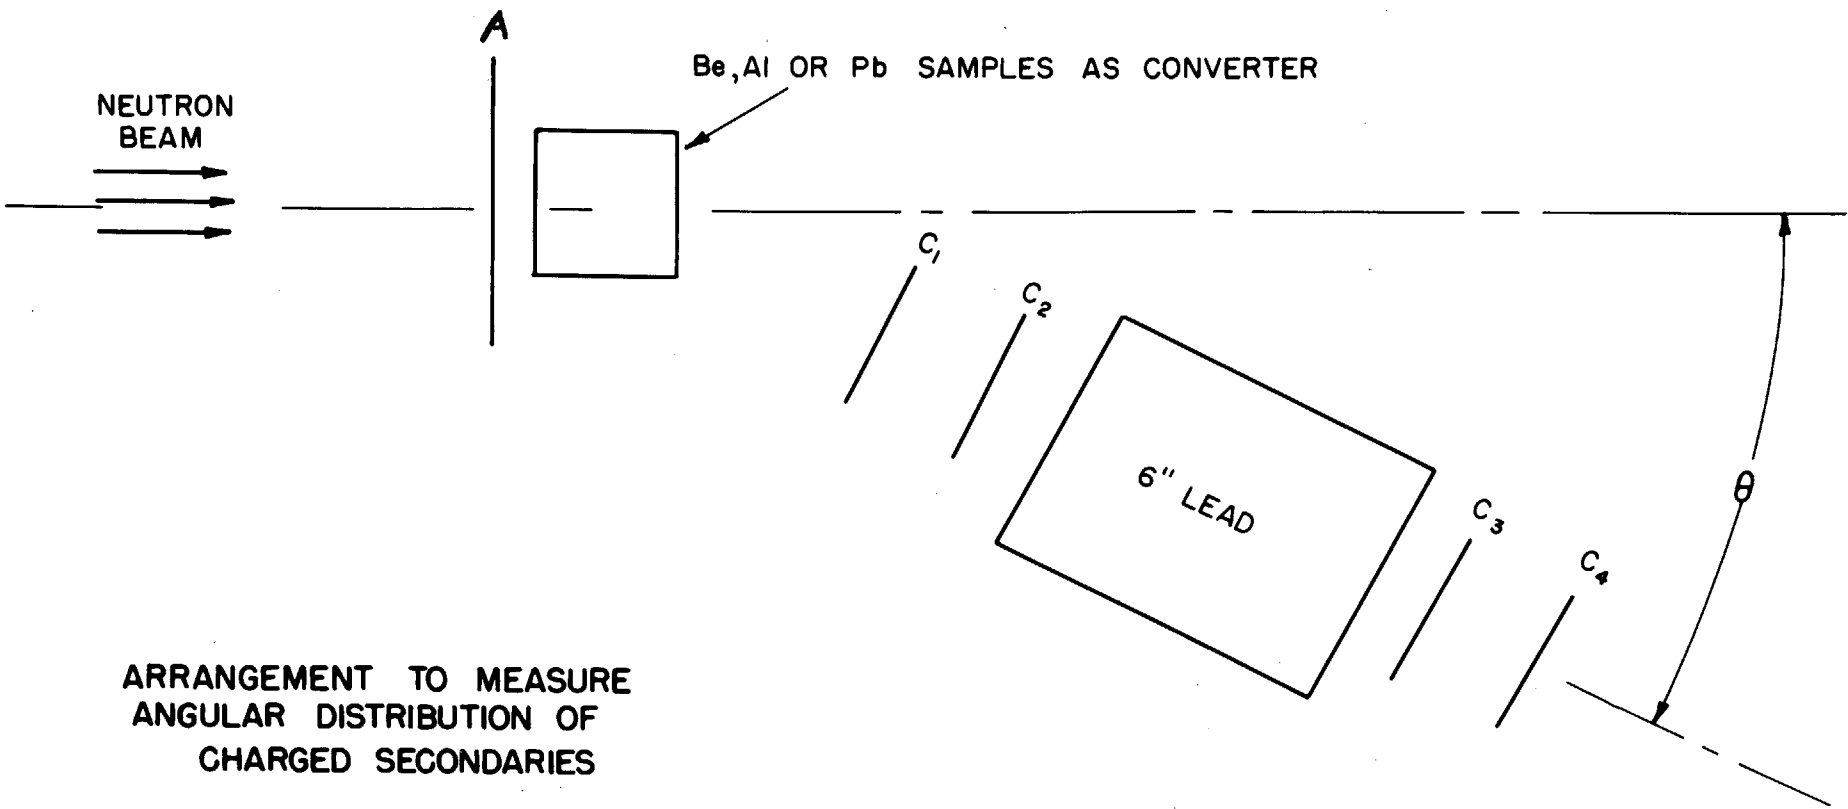 A
Be,Al OR Pb SAMPLES AS CONVERTER
NEUTRON
BEAM
C₁
C₂
6" LEAD
C₃
C₄
θ
ARRANGEMENT TO MEASURE
ANGULAR DISTRIBUTION OF
CHARGED SECONDARIES